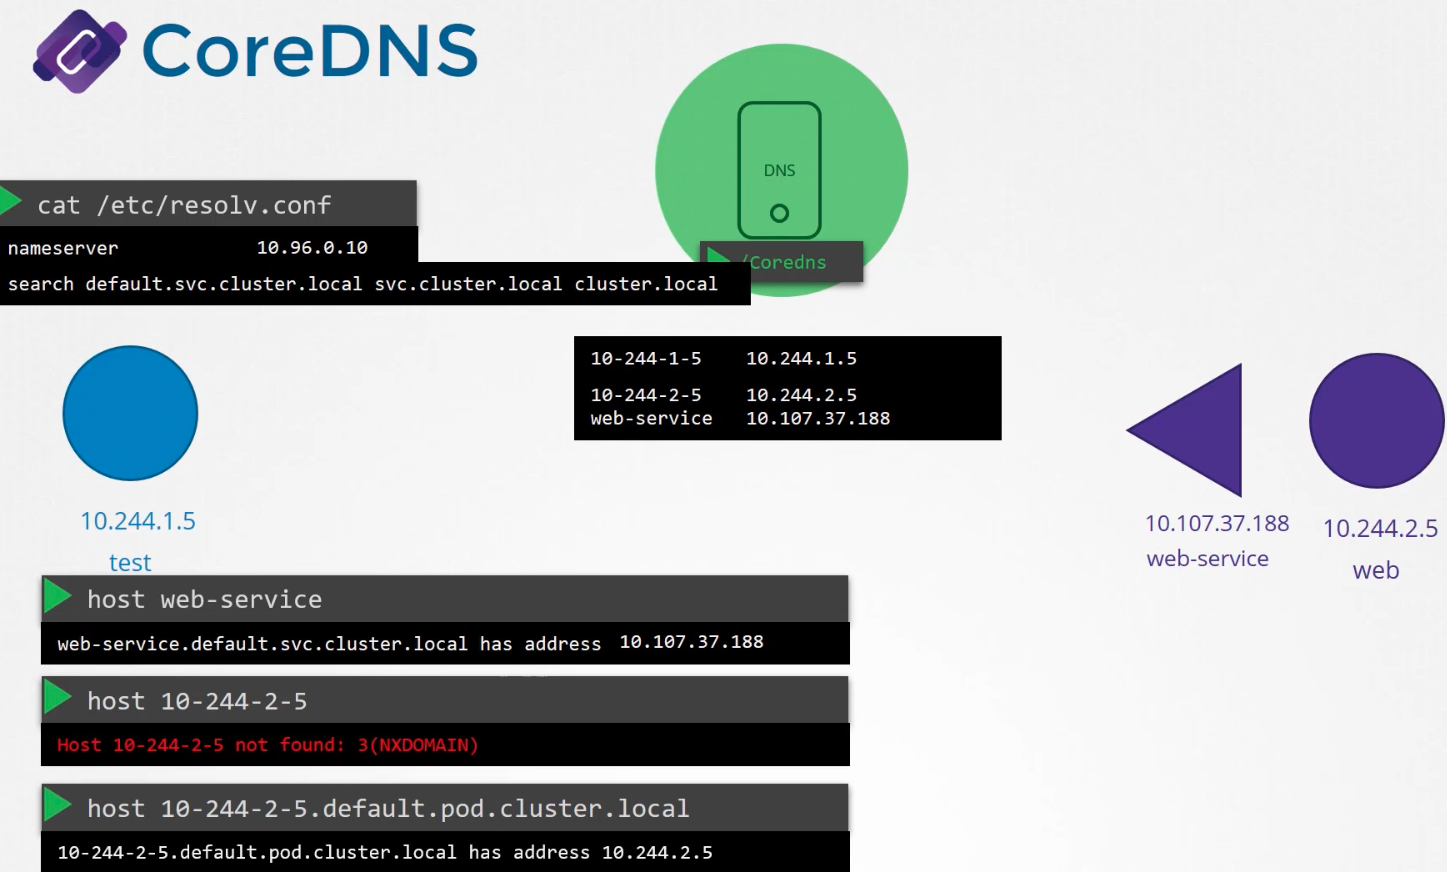 CoreDNS
DNS
/Coredns
cat /etc/resolv.conf
nameserver 10.96.0.10
search default.svc.cluster.local svc.cluster.local cluster.local
10-244-1-5 10.244.1.5
10-244-2-5 10.244.2.5
web-service 10.107.37.188
10.244.1.5
test
10.107.37.188
web-service
10.244.2.5
web
host web-service
web-service.default.svc.cluster.local has address 10.107.37.188
host 10-244-2-5
Host 10-244-2-5 not found: 3(NXDOMAIN)
host 10-244-2-5.default.pod.cluster.local
10-244-2-5.default.pod.cluster.local has address 10.244.2.5